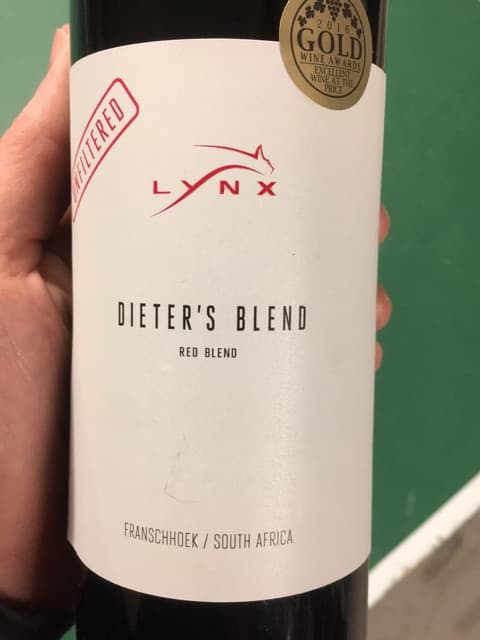 2016
GOLD
WINE AWARDS
EXCELLENT
WINE AT THE
PRICE
UNFILTERED
LYNX
DIETER'S BLEND
RED BLEND
FRANSCHHOEK / SOUTH AFRICA